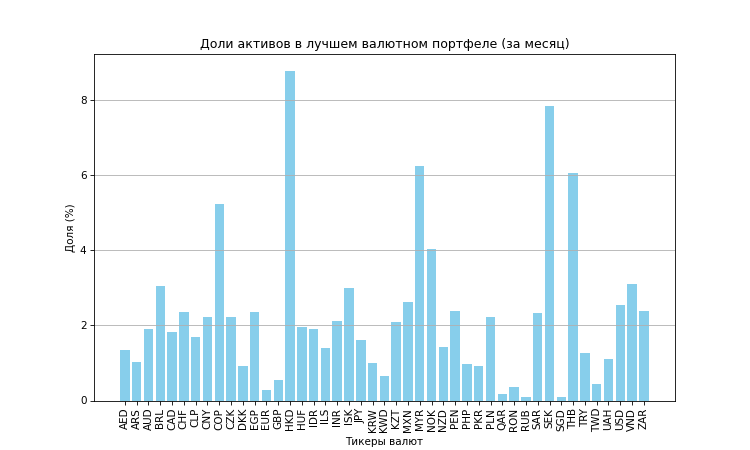 Доли активов в лучшем валютном портфеле (за месяц)
Доля (%)
8
6
4
2
0
AED ARS AUD BRL CAD CHF CLP CNY COP CZK DKK EGP EUR GBP HKD HUF IDR ILS INR ISK JPY KRW KWD KZT MXN MYR NOK NZD PEN PHP PKR PLN QAR RON RUB SAR SEK SGD THB TRY TWD UAH USD VND ZAR
Тикеры валют